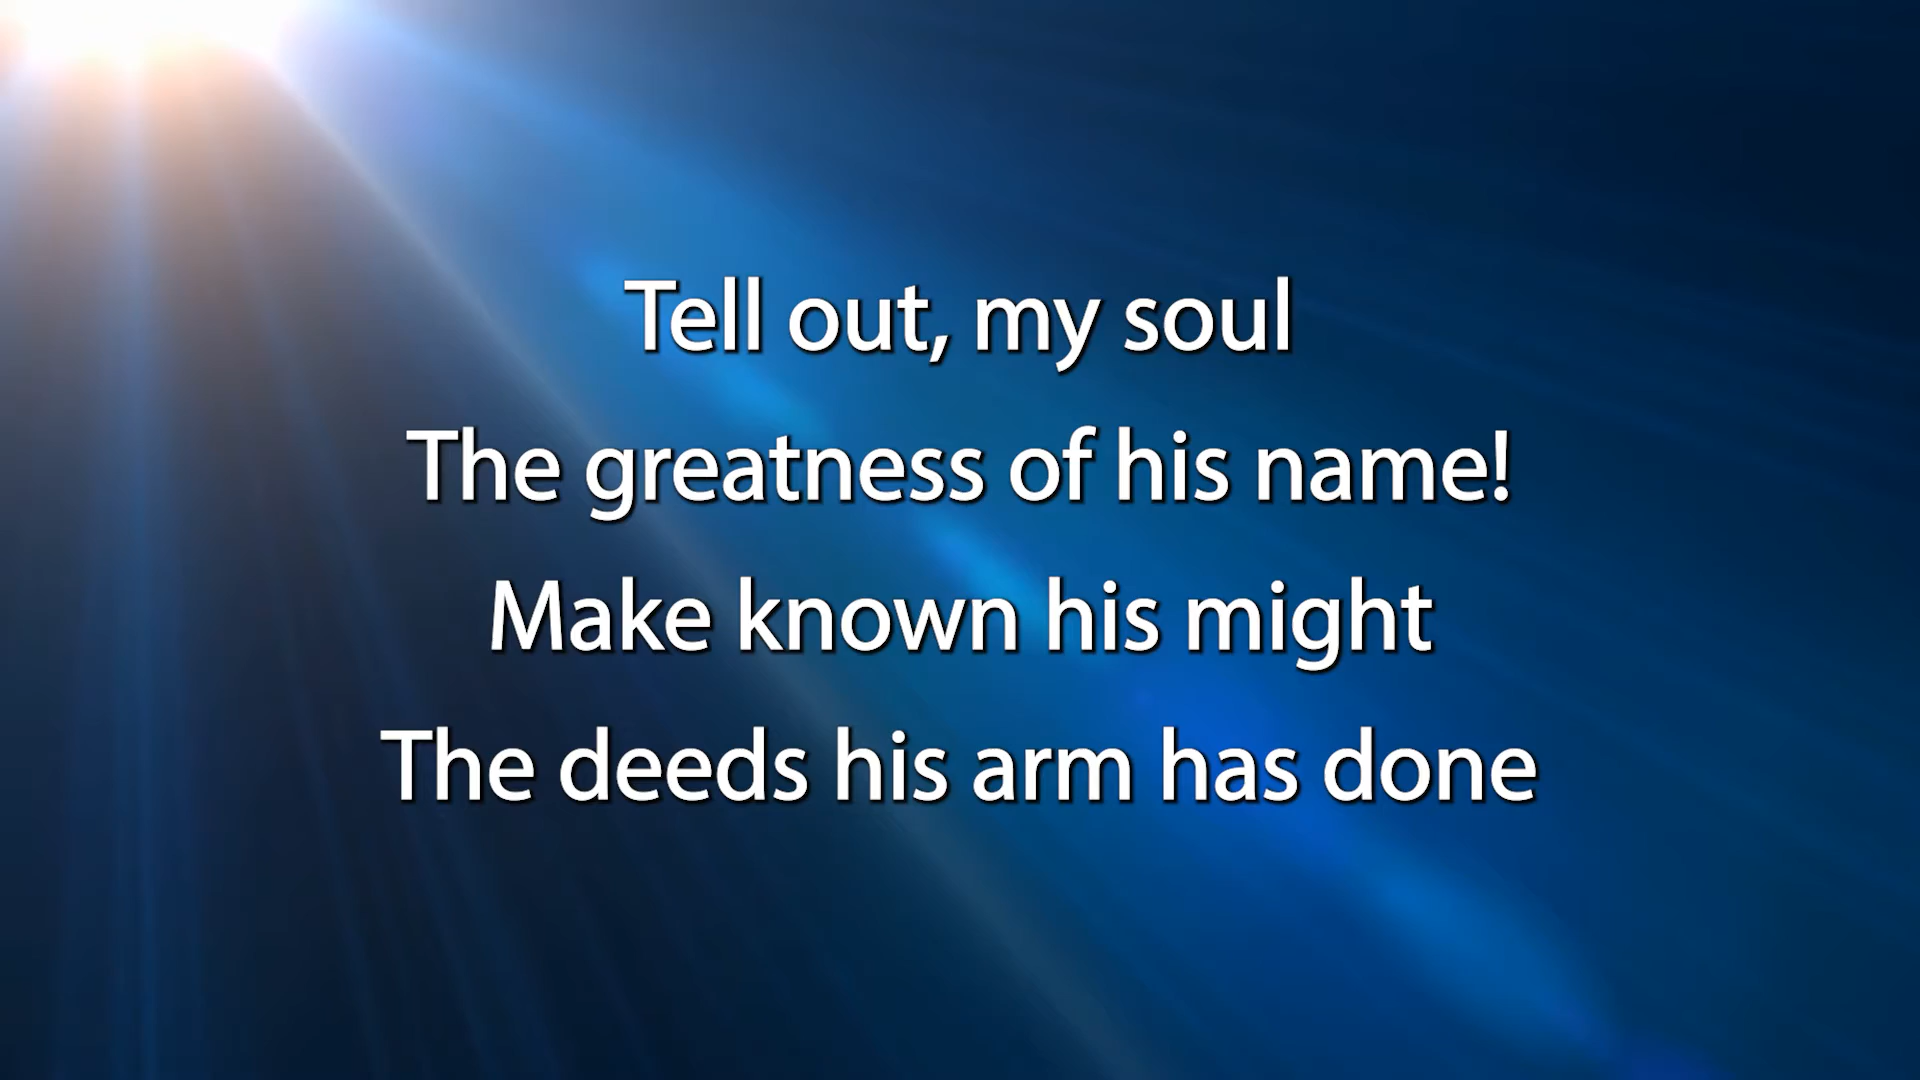 Tell out, my soul
The greatness of his name!
Make known his might
The deeds his arm has done